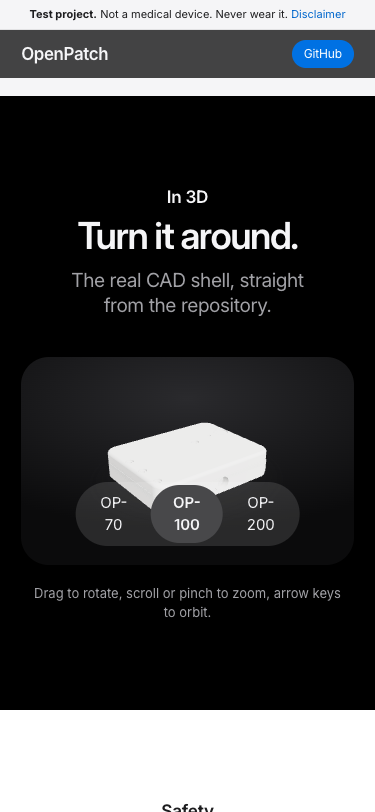 Test project. Not a medical device. Never wear it. Disclaimer
OpenPatch
GitHub
In 3D
Turn it around.
The real CAD shell, straight
from the repository.
OP-
70
OP-
100
OP-
200
Drag to rotate, scroll or pinch to zoom, arrow keys
to orbit.
Safety